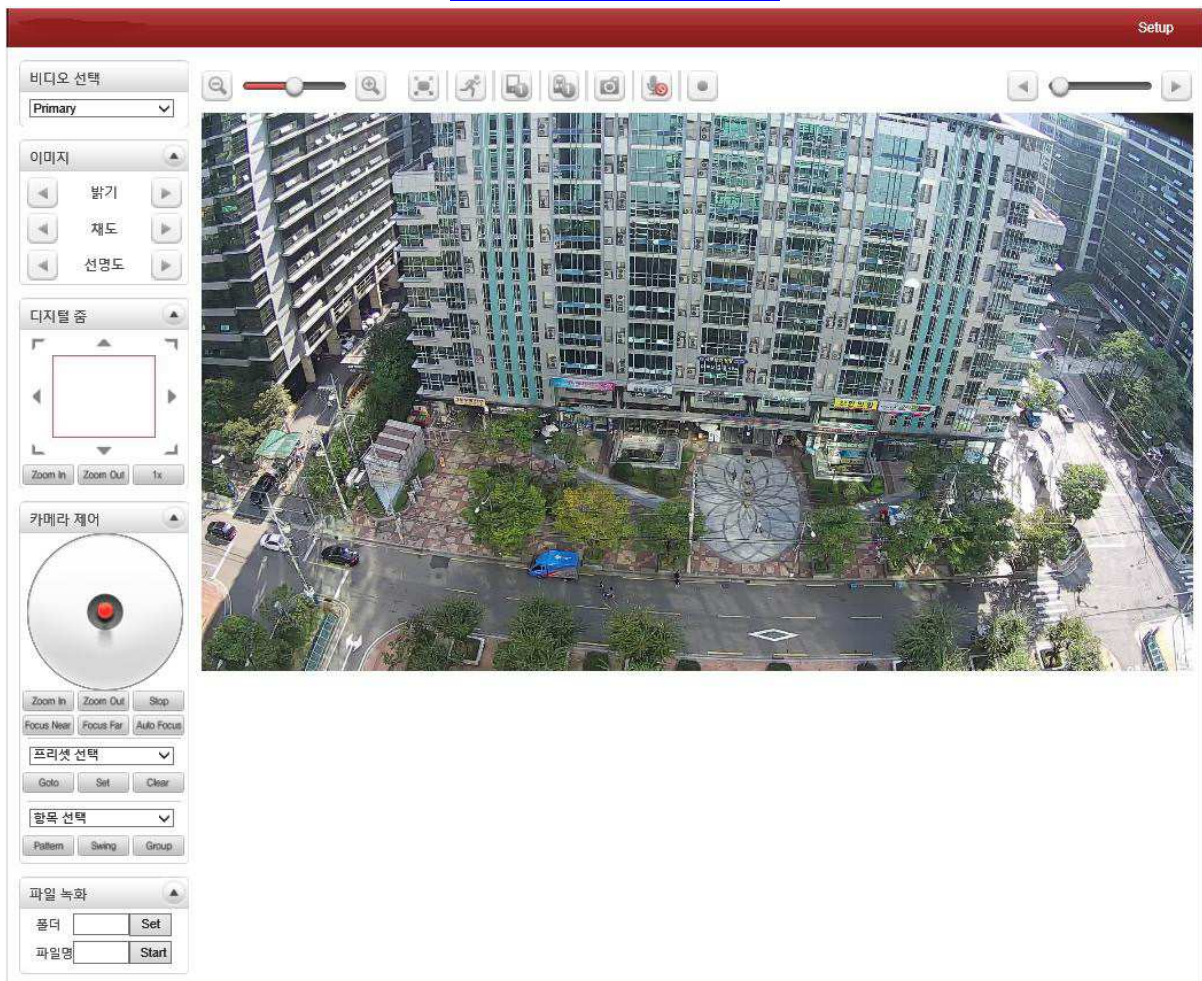 Setup
비디오 선택
Primary
이미지
밝기
채도
선명도
디지털 줌
Zoom In Zoom Out 1x
카메라 제어
Zoom In Zoom Out Stop
Focus Near Focus Far Auto Focus
프리셋 선택
Goto Set Clear
항목 선택
Pattern Swing Group
파일 녹화
폴더 Set
파일명 Start